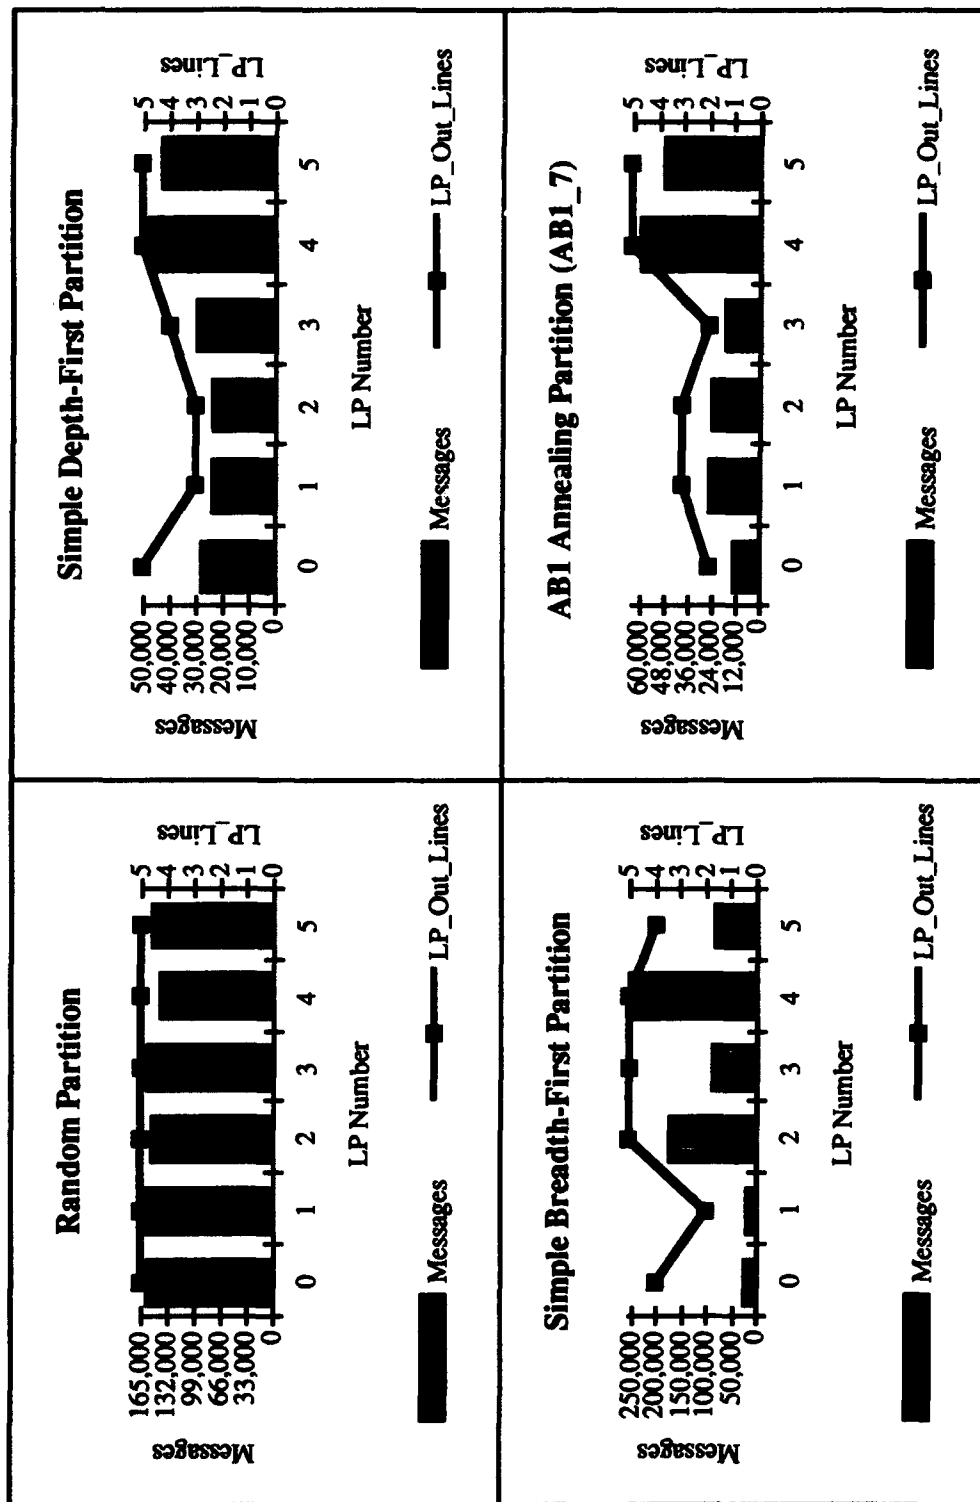 Random Partition
Messages
165,000
132,000
99,000
66,000
33,000
0
0 1 2 3 4 5
LP Number
5
4
3
2
1
0
LP_Lines
Messages
LP_Out_Lines
Simple Depth-First Partition
Messages
50,000
40,000
30,000
20,000
10,000
0
0 1 2 3 4 5
LP Number
5
4
3
2
1
0
LP_Lines
Messages
LP_Out_Lines
Simple Breadth-First Partition
Messages
250,000
200,000
150,000
100,000
50,000
0
0 1 2 3 4 5
LP Number
5
4
3
2
1
0
LP_Lines
Messages
LP_Out_Lines
AB1 Annealing Partition (AB1_7)
Messages
60,000
48,000
36,000
24,000
12,000
0
0 1 2 3 4 5
LP Number
5
4
3
2
1
0
LP_Lines
Messages
LP_Out_Lines